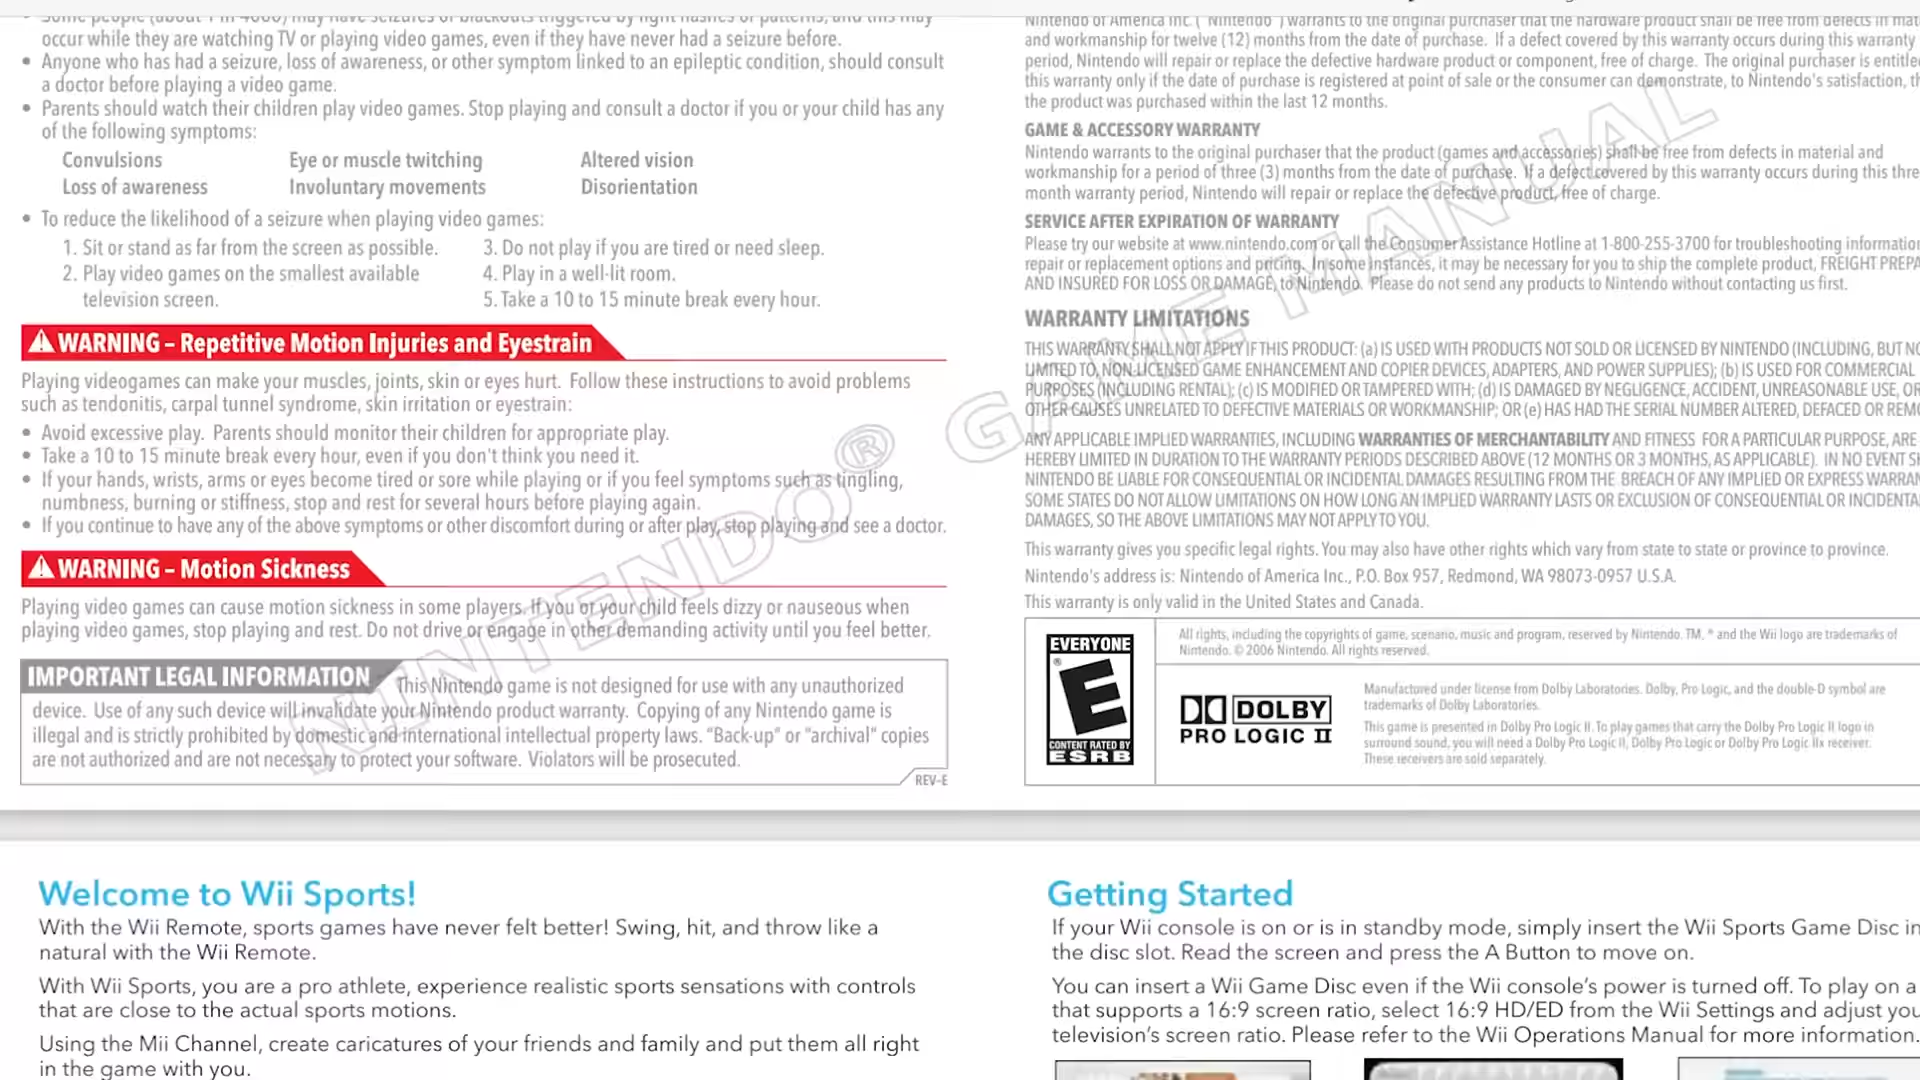 Some people (about 1 in 4000) may have seizures or blackouts triggered by light flashes or patterns, and this may
occur while they are watching TV or playing video games, even if they have never had a seizure before.
• Anyone who has had a seizure, loss of awareness, or other symptom linked to an epileptic condition, should consult
a doctor before playing a video game.
• Parents should watch their children play video games. Stop playing and consult a doctor if you or your child has any
of the following symptoms:
Convulsions Eye or muscle twitching Altered vision
Loss of awareness Involuntary movements Disorientation
• To reduce the likelihood of a seizure when playing video games:
1. Sit or stand as far from the screen as possible.
2. Play video games on the smallest available
television screen.
3. Do not play if you are tired or need sleep.
4. Play in a well-lit room.
5. Take a 10 to 15 minute break every hour.
WARNING – Repetitive Motion Injuries and Eyestrain
Playing videogames can make your muscles, joints, skin or eyes hurt. Follow these instructions to avoid problems
such as tendonitis, carpal tunnel syndrome, skin irritation or eyestrain:
• Avoid excessive play. Parents should monitor their children for appropriate play.
• Take a 10 to 15 minute break every hour, even if you don't think you need it.
• If your hands, wrists, arms or eyes become tired or sore while playing or if you feel symptoms such as tingling,
numbness, burning or stiffness, stop and rest for several hours before playing again.
• If you continue to have any of the above symptoms or other discomfort during or after play, stop playing and see a doctor.
WARNING – Motion Sickness
Playing video games can cause motion sickness in some players. If you or your child feels dizzy or nauseous when
playing video games, stop playing and rest. Do not drive or engage in other demanding activity until you feel better.
IMPORTANT LEGAL INFORMATION This Nintendo game is not designed for use with any unauthorized
device. Use of any such device will invalidate your Nintendo product warranty. Copying of any Nintendo game is
illegal and is strictly prohibited by domestic and international intellectual property laws. "Back-up" or "archival" copies
are not authorized and are not necessary to protect your software. Violators will be prosecuted.
REV-E
Nintendo of America Inc. ("Nintendo") warrants to the original purchaser that the hardware product shall be free from defects in
and workmanship for twelve (12) months from the date of purchase. If a defect covered by this warranty occurs during this warranty
period, Nintendo will repair or replace the defective hardware product or component, free of charge. The original purchaser is
this warranty only if the date of purchase is registered at point of sale or the consumer can demonstrate, to Nintendo's satisfaction,
the product was purchased within the last 12 months.
GAME & ACCESSORY WARRANTY
Nintendo warrants to the original purchaser that the product (games and accessories) shall be free from defects in material and
workmanship for a period of three (3) months from the date of purchase. If a defect covered by this warranty occurs during this
month warranty period, Nintendo will repair or replace the defective product, free of charge.
SERVICE AFTER EXPIRATION OF WARRANTY
Please try our website at www.nintendo.com or call the Consumer Assistance Hotline at 1-800-255-3700 for troubleshooting
repair or replacement options and pricing. In some instances, it may be necessary for you to ship the complete product, FREIGHT
AND INSURED FOR LOSS OR DAMAGE, to Nintendo. Please do not send any products to Nintendo without contacting us first.
WARRANTY LIMITATIONS
THIS WARRANTY SHALL NOT APPLY IF THIS PRODUCT: (a) IS USED WITH PRODUCTS NOT SOLD OR LICENSED BY NINTENDO (INCLUDING, BUT
LIMITED TO, NON-LICENSED GAME ENHANCEMENT AND COPIER DEVICES, ADAPTERS, AND POWER SUPPLIES); (b) IS USED FOR COMMERCIAL
PURPOSES (INCLUDING RENTAL); (c) IS MODIFIED OR TAMPERED WITH; (d) IS DAMAGED BY NEGLIGENCE, ACCIDENT, UNREASONABLE USE, OR
OTHER CAUSES UNRELATED TO DEFECTIVE MATERIALS OR WORKMANSHIP; OR (e) HAS HAD THE SERIAL NUMBER ALTERED, DEFACED OR
ANY APPLICABLE IMPLIED WARRANTIES, INCLUDING WARRANTIES OF MERCHANTABILITY AND FITNESS FOR A PARTICULAR PURPOSE, ARE
HEREBY LIMITED IN DURATION TO THE WARRANTY PERIODS DESCRIBED ABOVE (12 MONTHS OR 3 MONTHS, AS APPLICABLE). IN NO EVENT
NINTENDO BE LIABLE FOR CONSEQUENTIAL OR INCIDENTAL DAMAGES RESULTING FROM THE BREACH OF ANY IMPLIED OR EXPRESS
SOME STATES DO NOT ALLOW LIMITATIONS ON HOW LONG AN IMPLIED WARRANTY LASTS OR EXCLUSION OF CONSEQUENTIAL OR
DAMAGES, SO THE ABOVE LIMITATIONS MAY NOT APPLY TO YOU.
This warranty gives you specific legal rights. You may also have other rights which vary from state to state or province to province.
Nintendo's address is: Nintendo of America Inc., P.O. Box 957, Redmond, WA 98073-0957 U.S.A.
This warranty is only valid in the United States and Canada.
EVERYONE
E
CONTENT RATED BY
ESRB
All rights, including the copyrights of game, scenario, music and program, reserved by Nintendo. TM, ® and the Wii logo are trademarks of
Nintendo. © 2006 Nintendo. All rights reserved.
DOLBY
PRO LOGIC II
Manufactured under license from Dolby Laboratories. Dolby, Pro Logic, and the double-D symbol are
trademarks of Dolby Laboratories.
This game is presented in Dolby Pro Logic II. To play games that carry the Dolby Pro Logic II logo in
surround sound, you will need a Dolby Pro Logic II, Dolby Pro Logic or Dolby Pro Logic IIx receiver.
These receivers are sold separately.
NINTENDO® GAME MANUAL
Welcome to Wii Sports!
With the Wii Remote, sports games have never felt better! Swing, hit, and throw like a
natural with the Wii Remote.
With Wii Sports, you are a pro athlete, experience realistic sports sensations with controls
that are close to the actual sports motions.
Using the Mii Channel, create caricatures of your friends and family and put them all right
in the game with you.
Getting Started
If your Wii console is on or is in standby mode, simply insert the Wii Sports Game Disc
the disc slot. Read the screen and press the A Button to move on.
You can insert a Wii Game Disc even if the Wii console's power is turned off. To play on a
that supports a 16:9 screen ratio, select 16:9 HD/ED from the Wii Settings and adjust
television's screen ratio. Please refer to the Wii Operations Manual for more information.